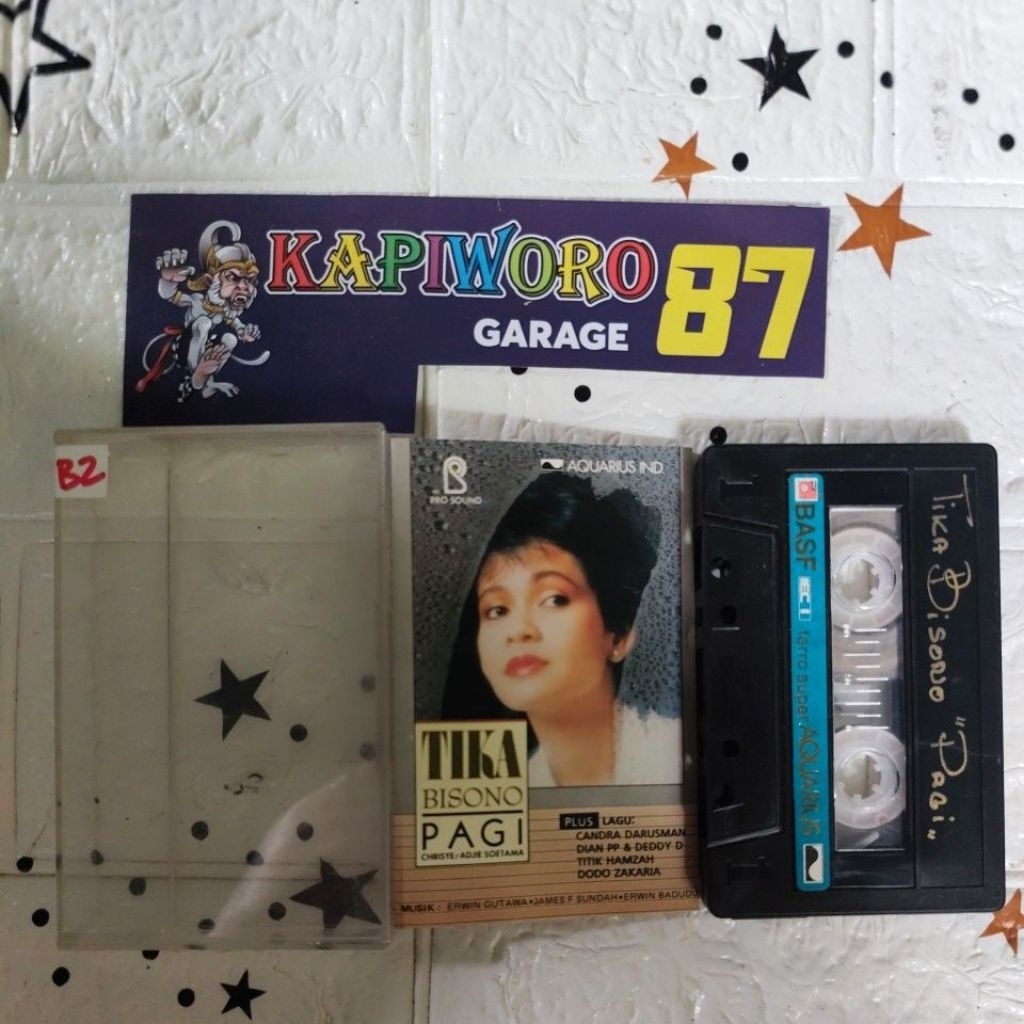 KAPIWORO 87
GARAGE
B2
B
PRO SOUND
AQUARIUS IND
TIKA
BISONO
PAGI
CHRISYE/ADJIE SOETAMA
PLUS LAGU:
CANDRA DARUSMAN
DIAN PP & DEDDY D
TITIK HAMZAH
DODO ZAKARIA
MUSIK : ERWIN GUTAWA•JAMES F SUNDAH•ERWIN BADUDU
BASF ferro super AQUARIUS
TIKA BISONO "PAGI"